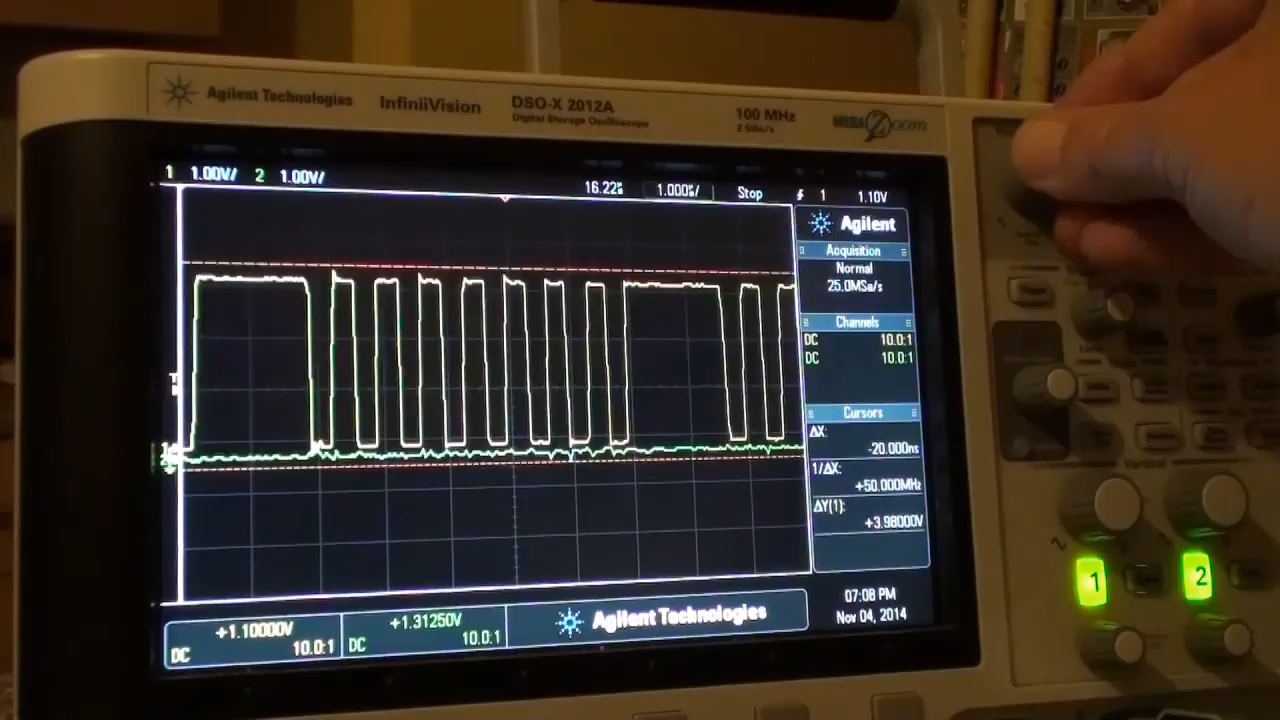 Agilent Technologies InfiniiVision DSO-X 2012A 100 MHz MEGA Zoom
Digital Storage Oscilloscope 2 GSa/s
1 1.00V/ 2 1.00V/ 16.22 1.000 Stop 1 1.10V
Agilent
Acquisition
Normal
25.0MSa/s
Channels
DC 10.0:1
DC 10.0:1
Cursors
ΔX:
-20.000ns
1/ΔX:
+50.000MHz
ΔY(1):
+3.98000V
+1.10000V
DC 10.0:1
+1.31250V
DC 10.0:1
Agilent Technologies
07:08 PM
Nov 04, 2014
Vertical
1 2